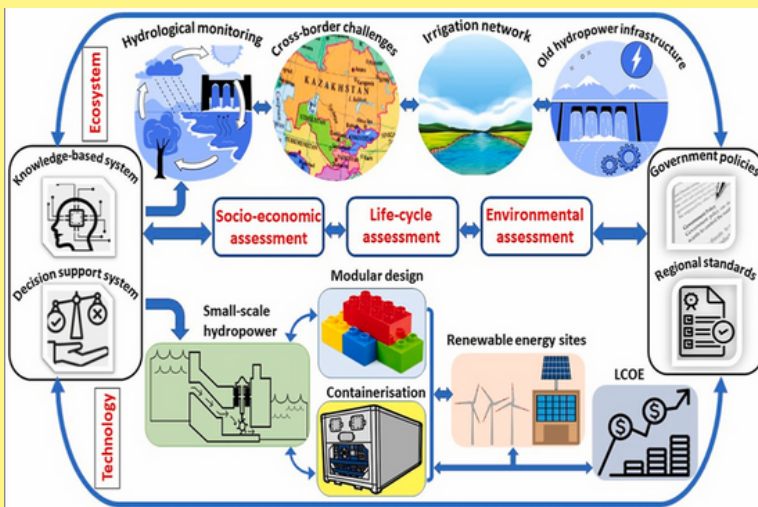 Hydrological monitoring
Cross-border challenges
Irrigation network
Old hydropower infrastructure
Ecosystem
Knowledge-based system
Decision support system
KAZAKHSTAN
Government policies
Government Policy
Regional standards
Socio-economic
assessment
Life-cycle
assessment
Environmental
assessment
Modular design
Small-scale
hydropower
Renewable energy sites
Containerisation
LCOE
$
$
Technology